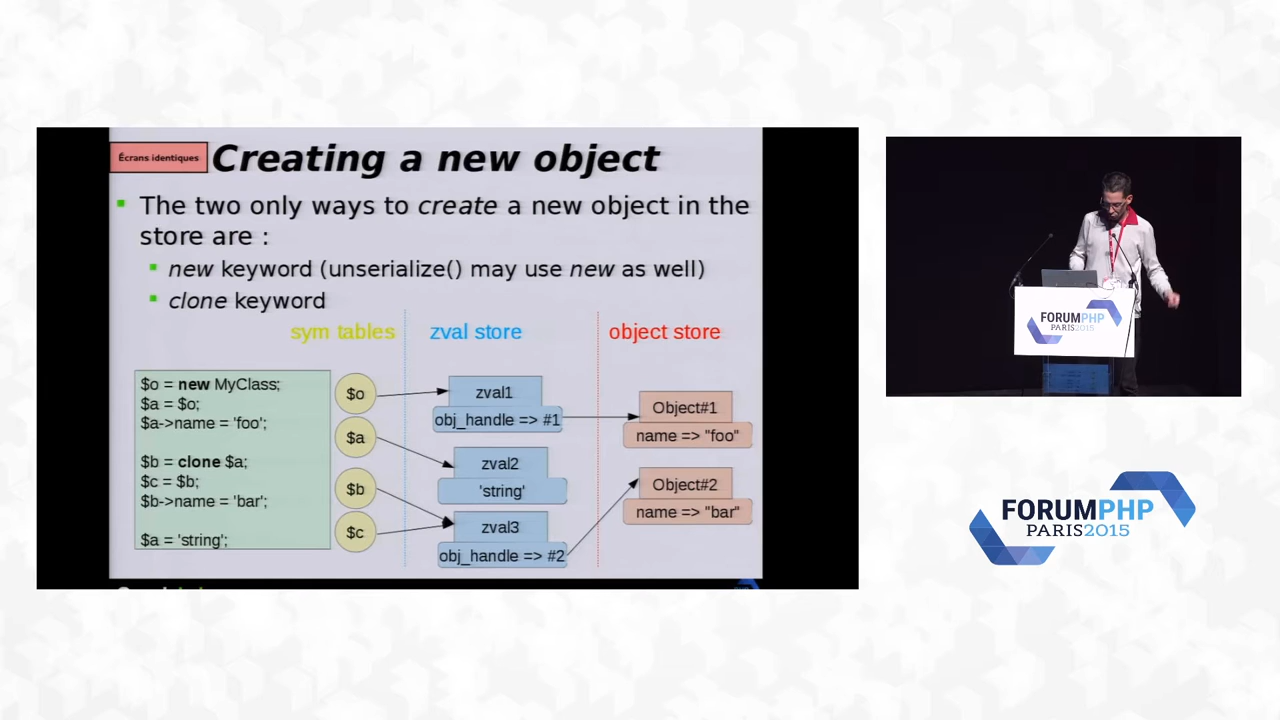 Écrans identiques
Creating a new object
The two only ways to create a new object in the
store are :
new keyword (unserialize() may use new as well)
clone keyword
sym tables
zval store
object store
$o = new MyClass;
$a = $o;
$a->name = 'foo';
$b = clone $a;
$c = $b;
$b->name = 'bar';
$a = 'string';
$o
$a
$b
$c
zval1
obj_handle => #1
zval2
'string'
zval3
obj_handle => #2
Object#1
name => "foo"
Object#2
name => "bar"
FORUMPHP
PARIS2015
FORUMPHP
PARIS2015